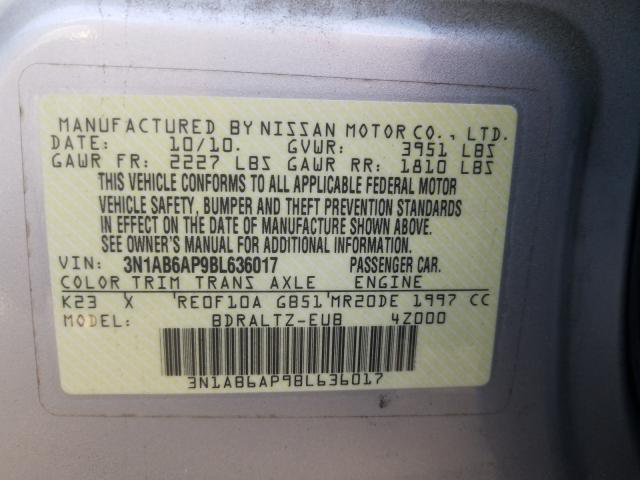 MANUFACTURED BY NISSAN MOTOR CO., LTD.
DATE: 10/10. GVWR: 3951 LBS
GAWR FR: 2227 LBS GAWR RR: 1810 LBS
THIS VEHICLE CONFORMS TO ALL APPLICABLE FEDERAL MOTOR
VEHICLE SAFETY, BUMPER AND THEFT PREVENTION STANDARDS
IN EFFECT ON THE DATE OF MANUFACTURE SHOWN ABOVE.
SEE OWNER'S MANUAL FOR ADDITIONAL INFORMATION.
VIN: 3N1AB6AP9BL636017 PASSENGER CAR.
COLOR TRIM TRANS AXLE ENGINE
K23 X RE0F10A GB51 MR20DE 1997 CC
MODEL: BDRALTZ-EUB 4Z000
3N1AB6AP9BL636017